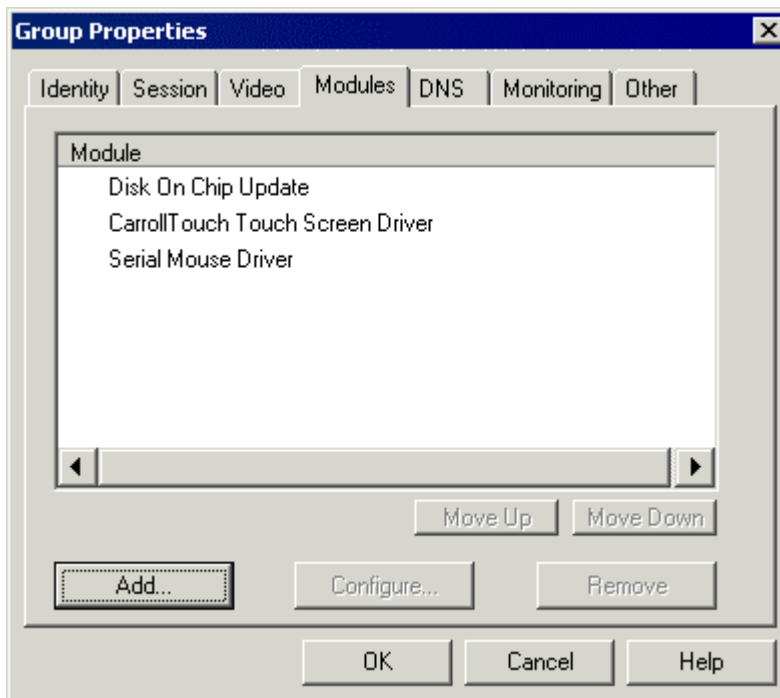 Group Properties
Identity Session Video Modules DNS Monitoring Other
Module
Disk On Chip Update
CarrollTouch Touch Screen Driver
Serial Mouse Driver
Move Up Move Down
Add... Configure... Remove
OK Cancel Help